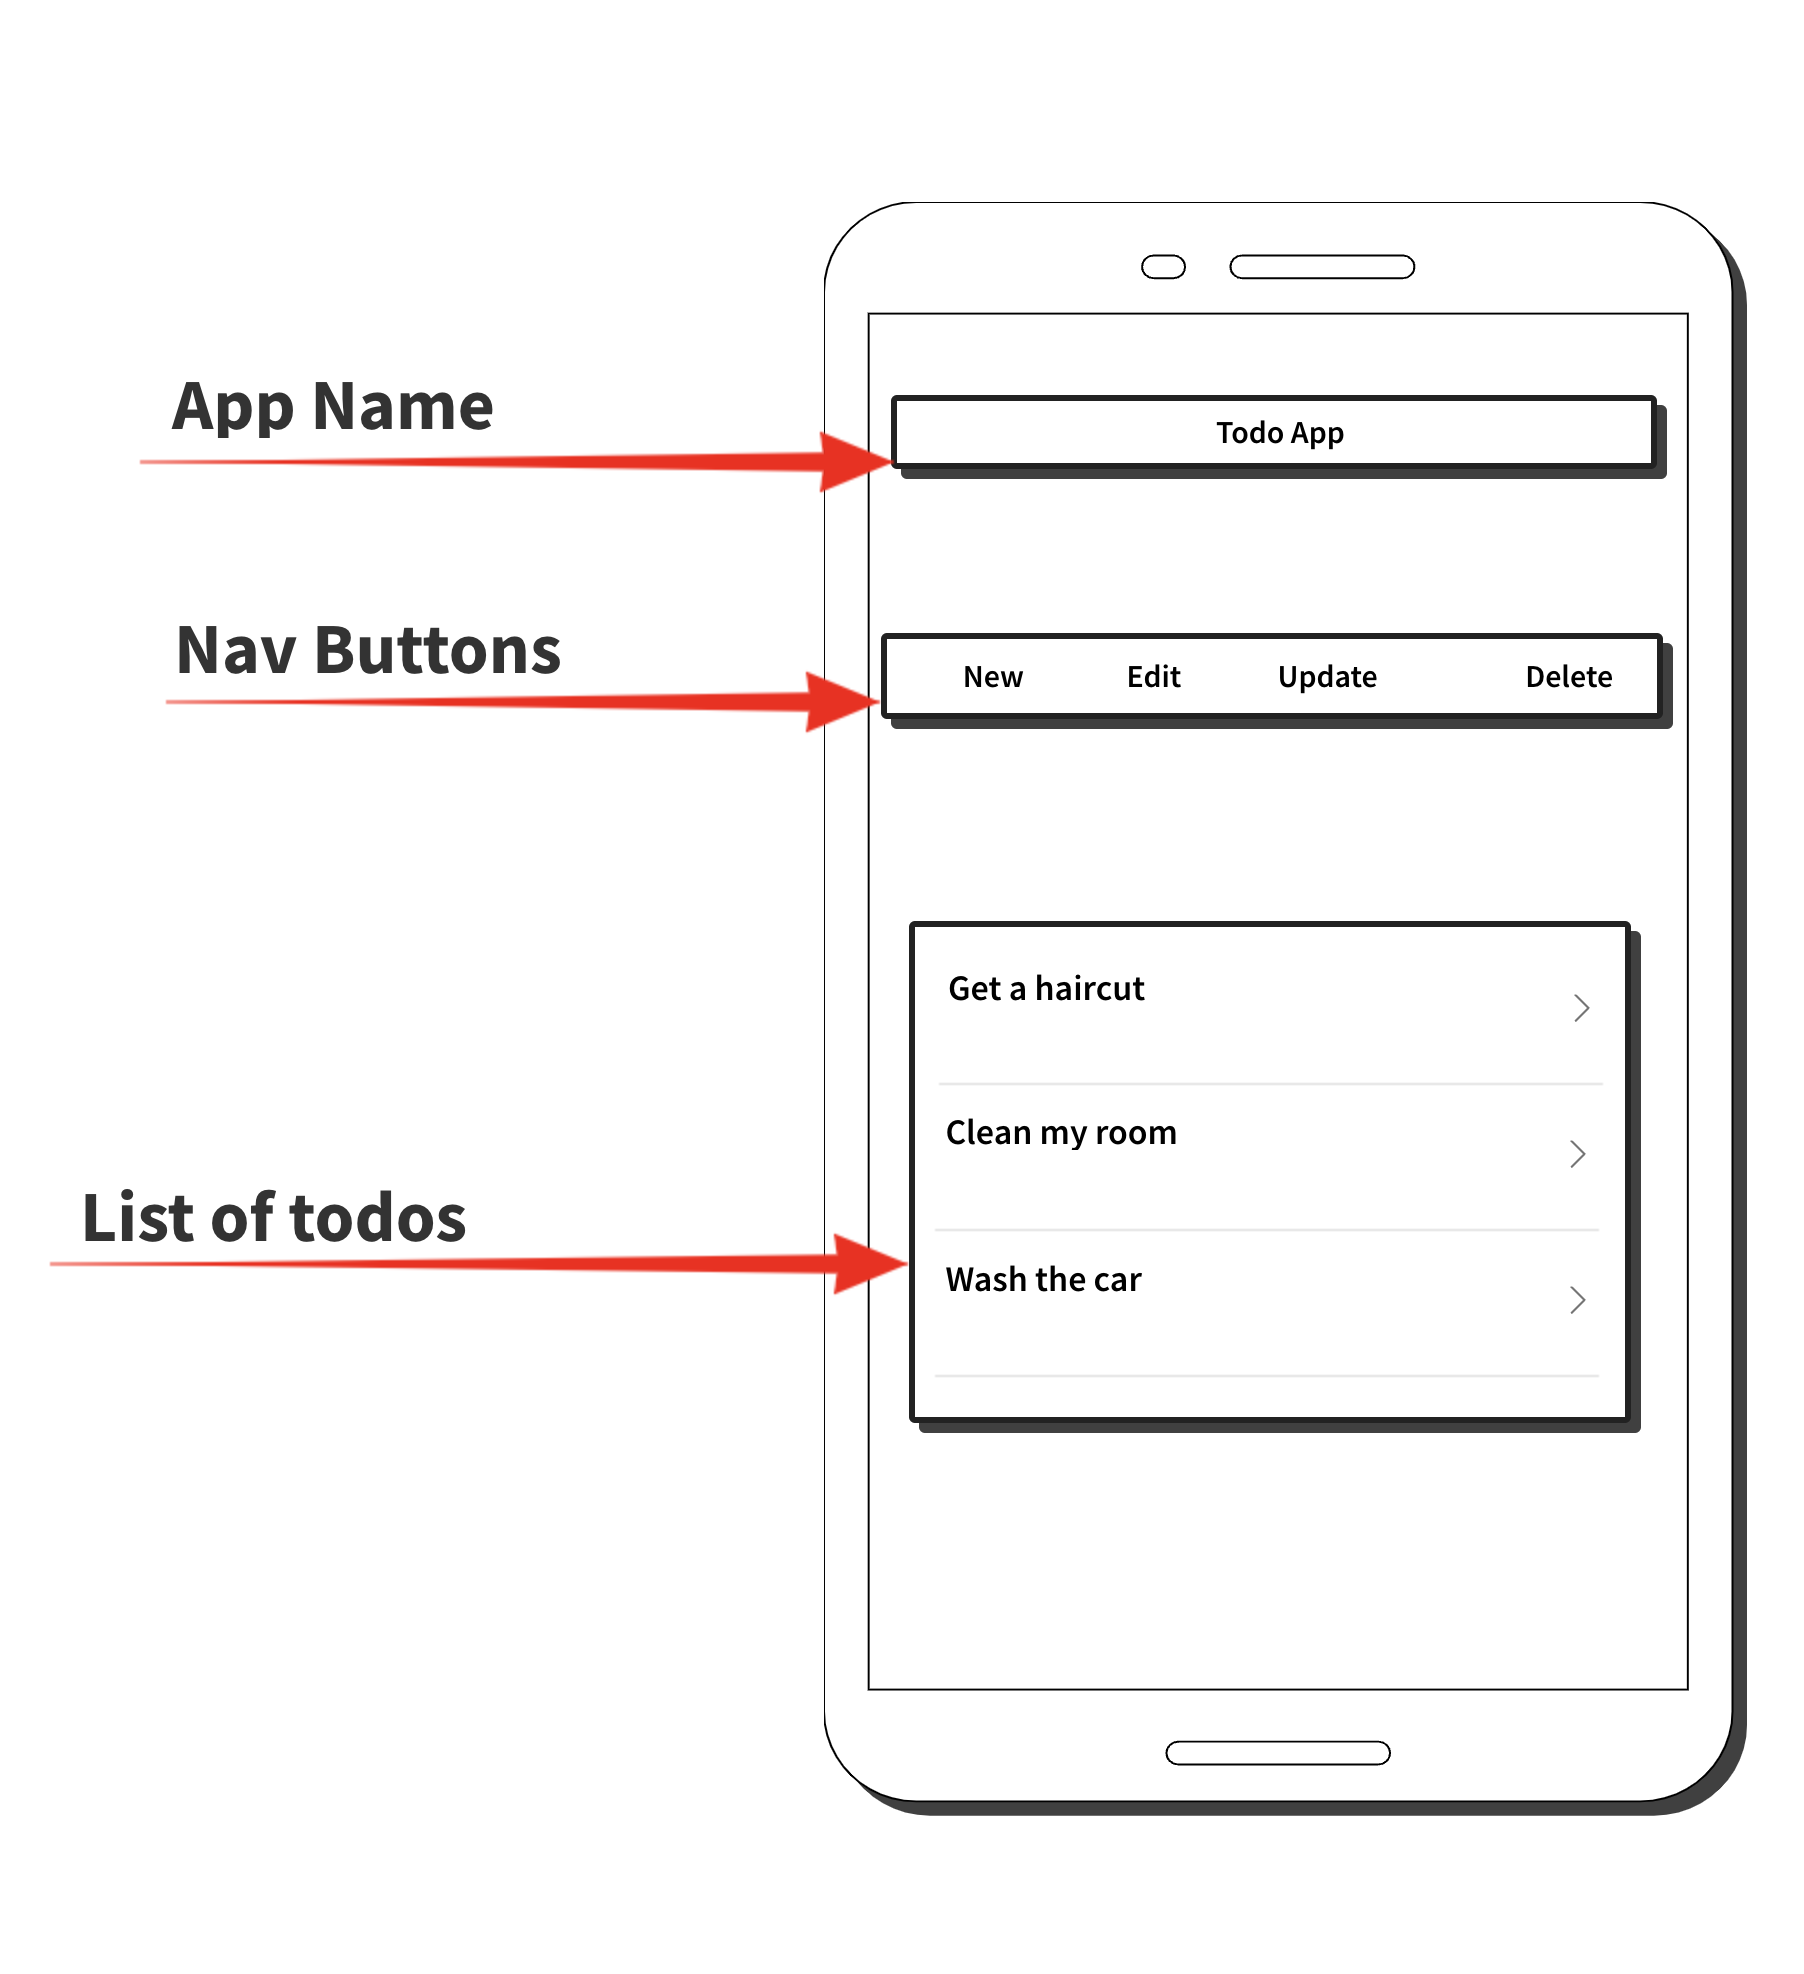 App Name
Todo App
Nav Buttons
New Edit Update Delete
Get a haircut
Clean my room
List of todos
Wash the car